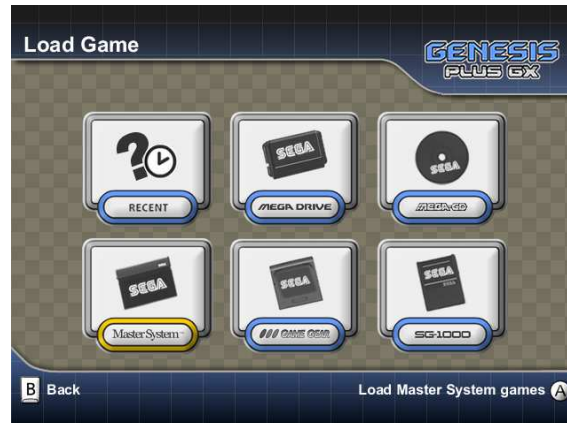 Load Game
GENESIS
PLUS GX
SEGA
SEGA
RECENT
MEGA DRIVE
MEGA-CD
SEGA
SEGA
SEGA
SEGA
Master System
GAME GEAR
SG-1000
B Back
Load Master System games A